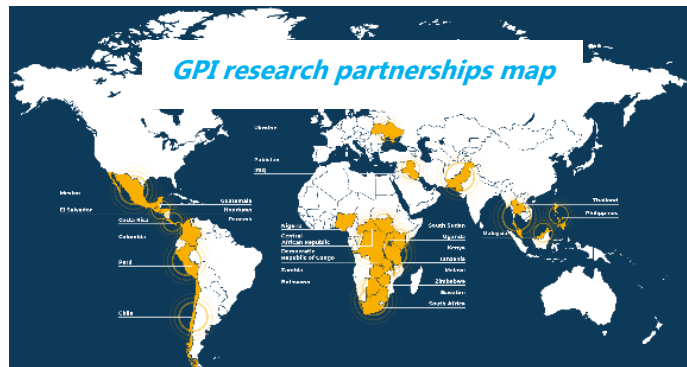 GPI research partnerships map
Ukraine
Pakistan
Iraq
Mexico
El Salvador
Guatemala
Honduras
Costa Rica
Panama
Colombia
Perú
Chile
Nigeria
Central
African Republic
Democratic
Republic of Congo
Zambia
Botswana
South Sudan
Uganda
Kenya
Tanzania
Malawi
Zimbabwe
Eswatini
South Africa
Thailand
Philippines
Malaysia